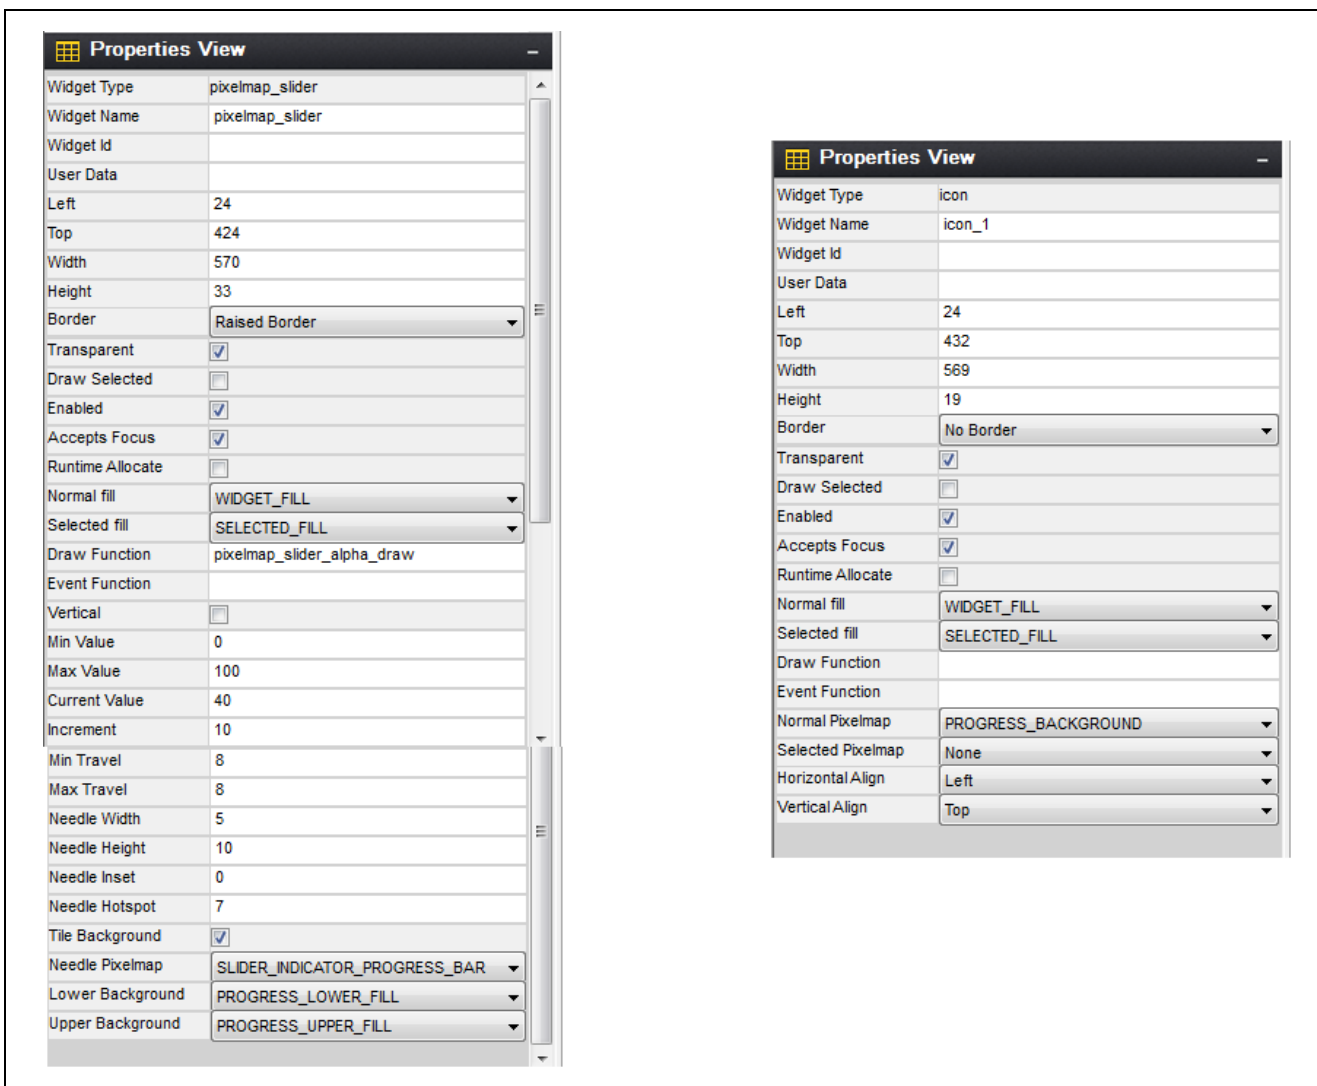 Properties View
Widget Type pixelmap_slider
Widget Name pixelmap_slider
Widget Id
User Data
Left 24
Top 424
Width 570
Height 33
Border Raised Border
Transparent
Draw Selected
Enabled
Accepts Focus
Runtime Allocate
Normal fill WIDGET_FILL
Selected fill SELECTED_FILL
Draw Function pixelmap_slider_alpha_draw
Event Function
Vertical
Min Value 0
Max Value 100
Current Value 40
Increment 10
Min Travel 8
Max Travel 8
Needle Width 5
Needle Height 10
Needle Inset 0
Needle Hotspot 7
Tile Background
Needle Pixelmap SLIDER_INDICATOR_PROGRESS_BAR
Lower Background PROGRESS_LOWER_FILL
Upper Background PROGRESS_UPPER_FILL
Properties View
Widget Type icon
Widget Name icon_1
Widget Id
User Data
Left 24
Top 432
Width 569
Height 19
Border No Border
Transparent
Draw Selected
Enabled
Accepts Focus
Runtime Allocate
Normal fill WIDGET_FILL
Selected fill SELECTED_FILL
Draw Function
Event Function
Normal Pixelmap PROGRESS_BACKGROUND
Selected Pixelmap None
Horizontal Align Left
Vertical Align Top